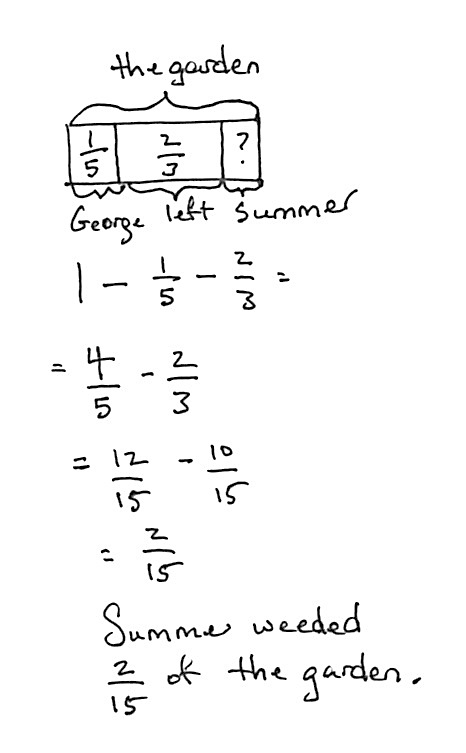 the garden
1/5 2/3 ?
George left Summer
1 - 1/5 - 2/3 =
= 4/5 - 2/3
= 12/15 - 10/15
= 2/15
Summer weeded
2/15 of the garden.